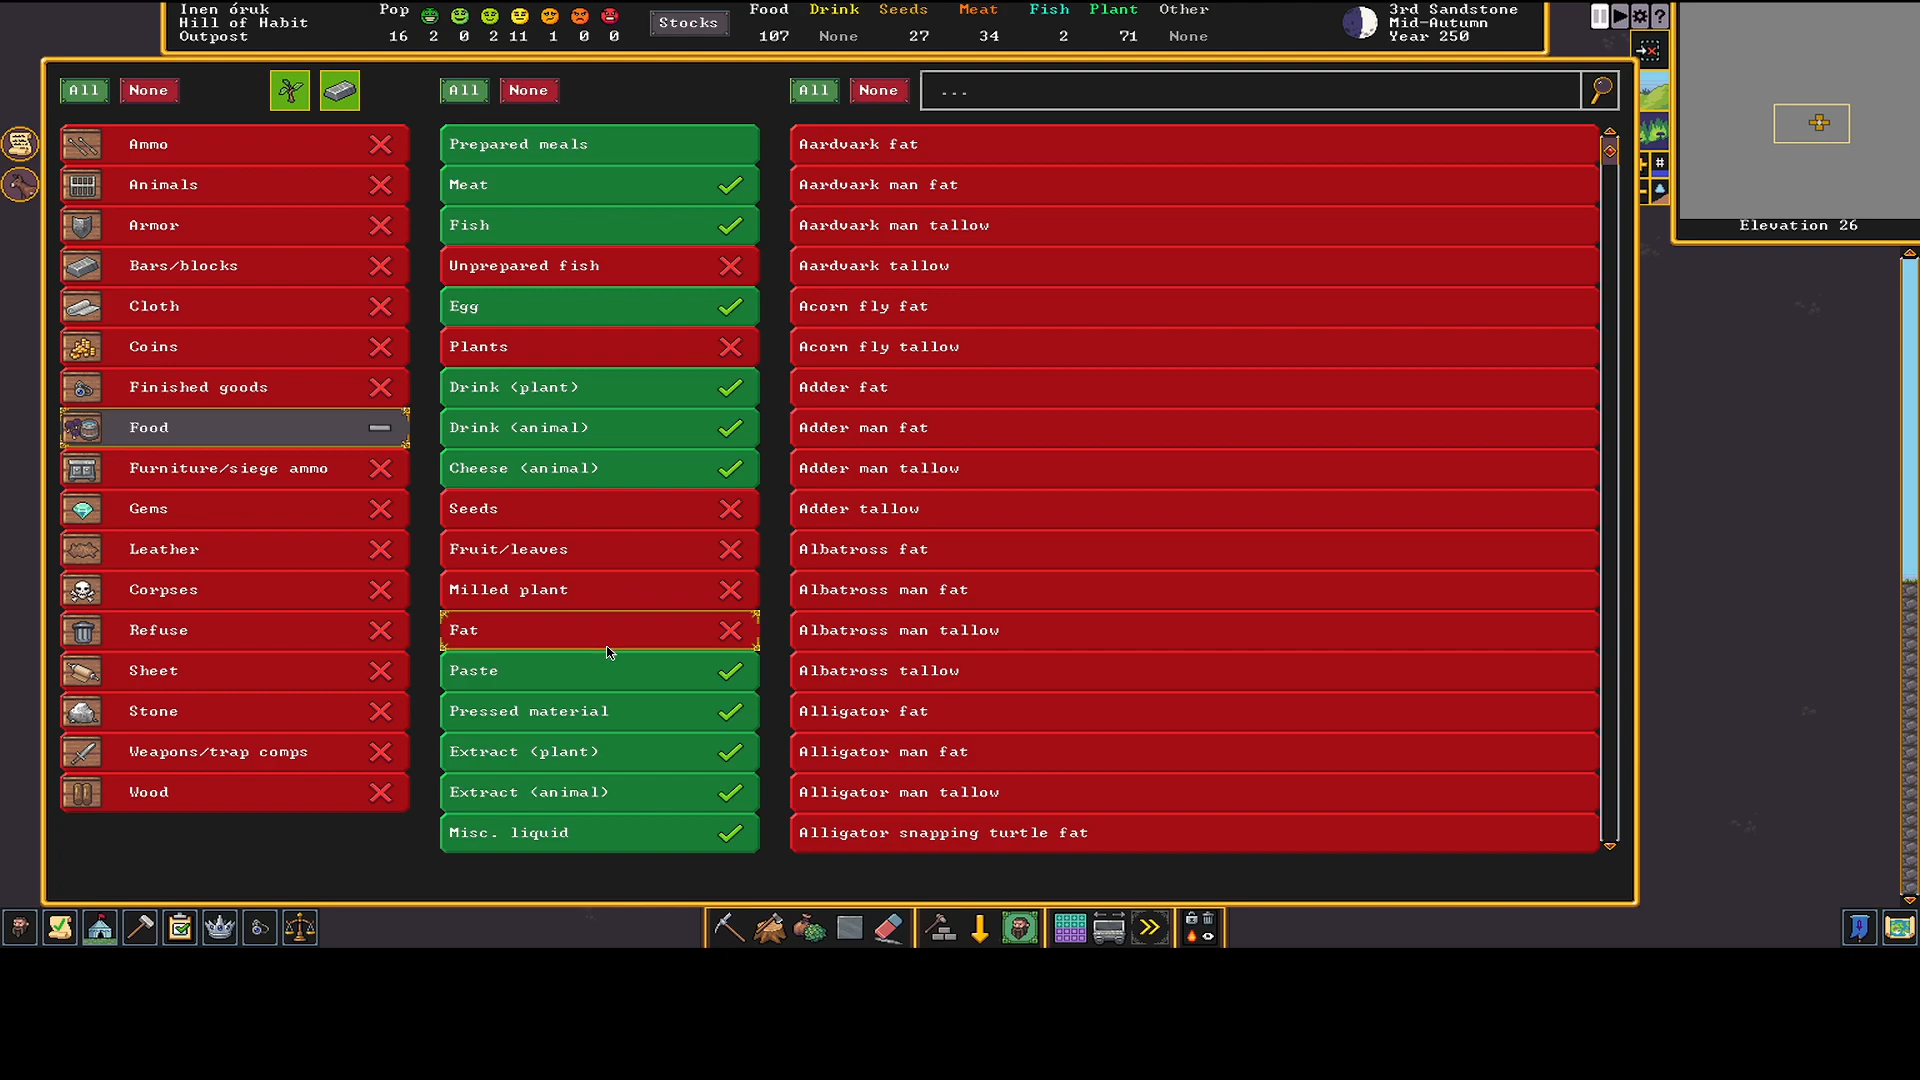 Inen óruk
Hill of Habit
Outpost
Pop
16 2 0 2 11 1 0 0
Stocks
Food Drink Seeds Meat Fish Plant Other
107 None 27 34 2 71 None
3rd Sandstone
Mid-Autumn
Year 250
All None
All None
All None
...
Ammo
Animals
Armor
Bars/blocks
Cloth
Coins
Finished goods
Food
Furniture/siege ammo
Gems
Leather
Corpses
Refuse
Sheet
Stone
Weapons/trap comps
Wood
Prepared meals
Meat
Fish
Unprepared fish
Egg
Plants
Drink (plant)
Drink (animal)
Cheese (animal)
Seeds
Fruit/leaves
Milled plant
Fat
Paste
Pressed material
Extract (plant)
Extract (animal)
Misc. liquid
Aardvark fat
Aardvark man fat
Aardvark man tallow
Aardvark tallow
Acorn fly fat
Acorn fly tallow
Adder fat
Adder man fat
Adder man tallow
Adder tallow
Albatross fat
Albatross man fat
Albatross man tallow
Albatross tallow
Alligator fat
Alligator man fat
Alligator man tallow
Alligator snapping turtle fat
?
#
Elevation 26